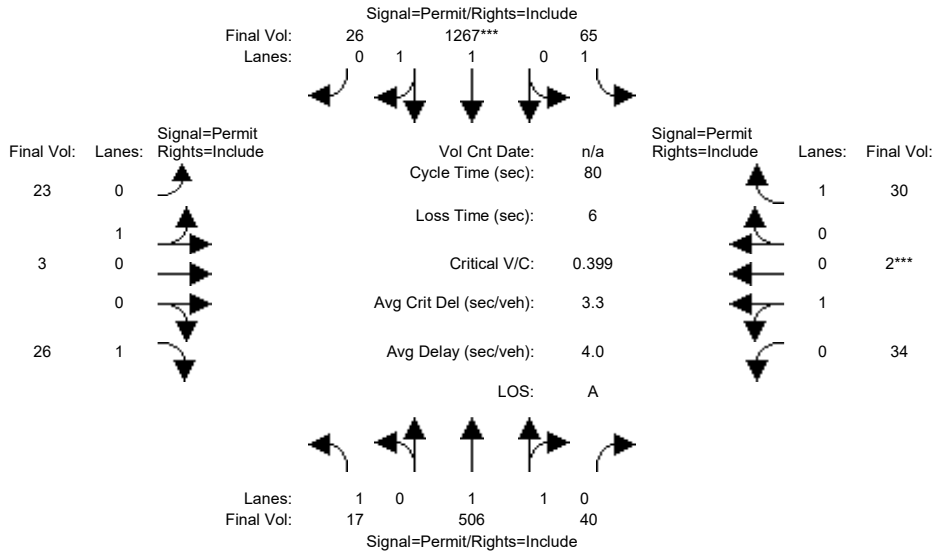 Signal=Permit/Rights=Include
Final Vol: 26 1267*** 65
Lanes: 0 1 1 0 1
Signal=Permit
Final Vol: Lanes: Rights=Include
Vol Cnt Date: n/a
Signal=Permit
Rights=Include Lanes: Final Vol:
Cycle Time (sec): 80
23 0
1 30
Loss Time (sec): 6
1
0
3 0
Critical V/C: 0.399
0 2***
0
Avg Crit Del (sec/veh): 3.3
1
26 1
Avg Delay (sec/veh): 4.0
0 34
LOS: A
Lanes: 1 0 1 1 0
Final Vol: 17 506 40
Signal=Permit/Rights=Include